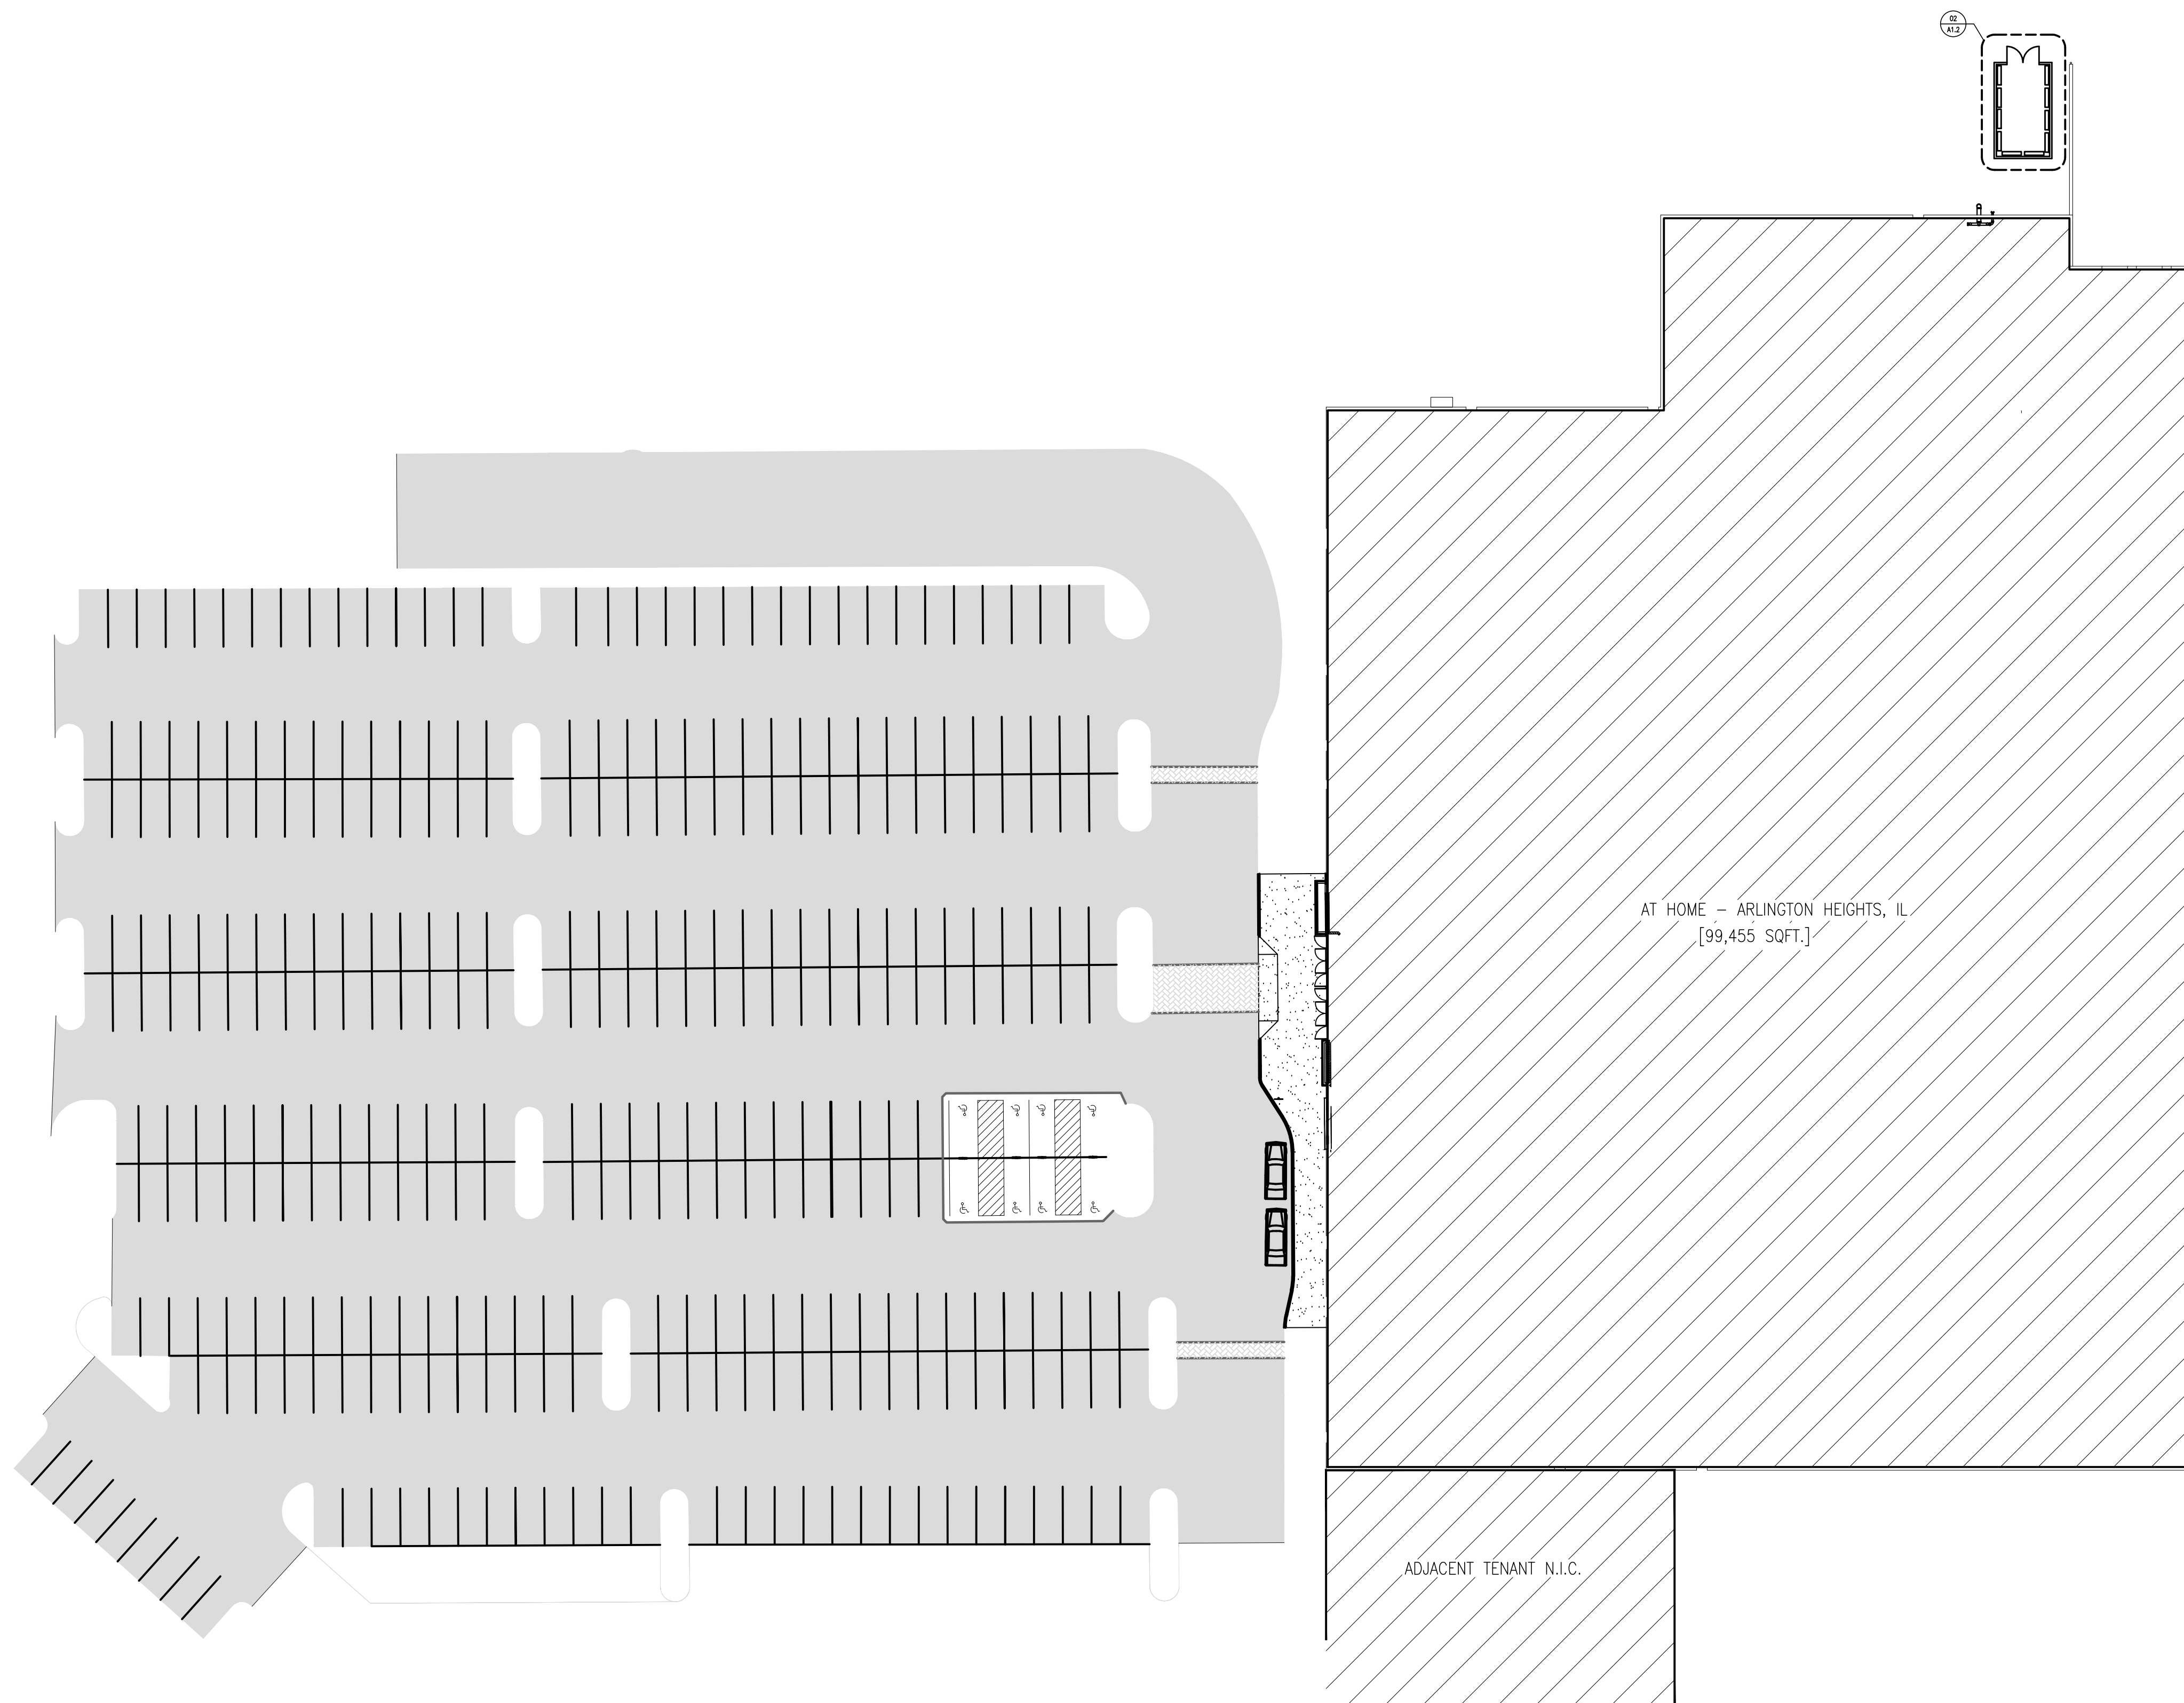 02
A1.2
AT HOME – ARLINGTON HEIGHTS, IL
[99,455 SQFT.]
ADJACENT TENANT N.I.C.